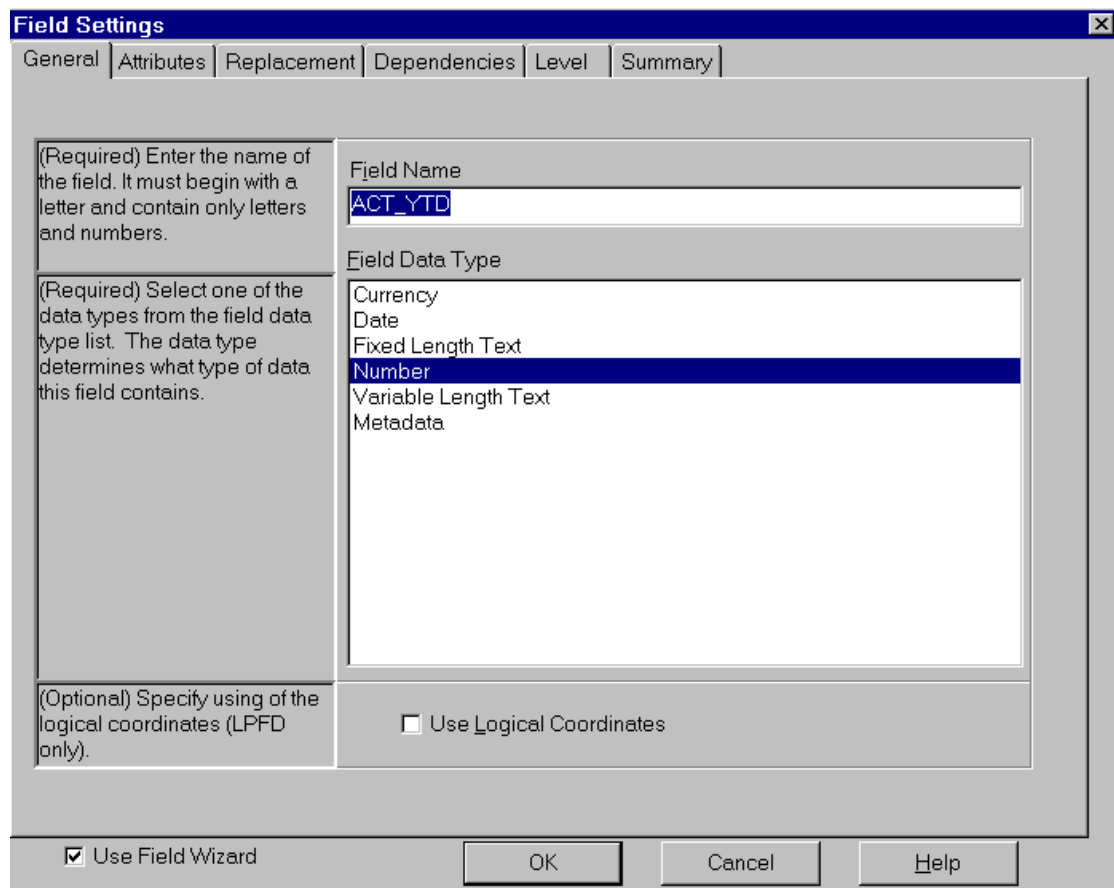 Field Settings
General Attributes Replacement Dependencies Level Summary
(Required) Enter the name of
the field. It must begin with a
letter and contain only letters
and numbers.
Field Name
ACT_YTD
(Required) Select one of the
data types from the field data
type list. The data type
determines what type of data
this field contains.
Field Data Type
Currency
Date
Fixed Length Text
Number
Variable Length Text
Metadata
(Optional) Specify using of the
logical coordinates (LPFD
only).
Use Logical Coordinates
Use Field Wizard
OK Cancel Help